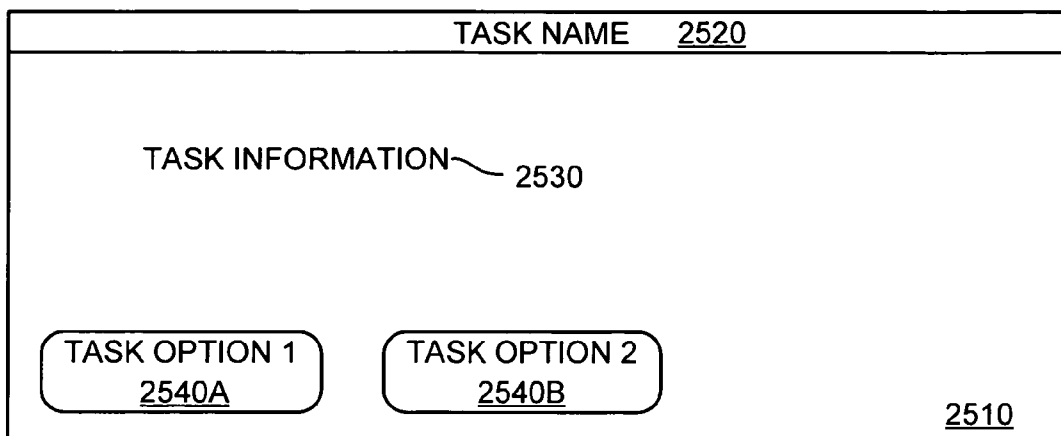 TASK NAME 2520
TASK INFORMATION 2530
TASK OPTION 1
2540A
TASK OPTION 2
2540B
2510